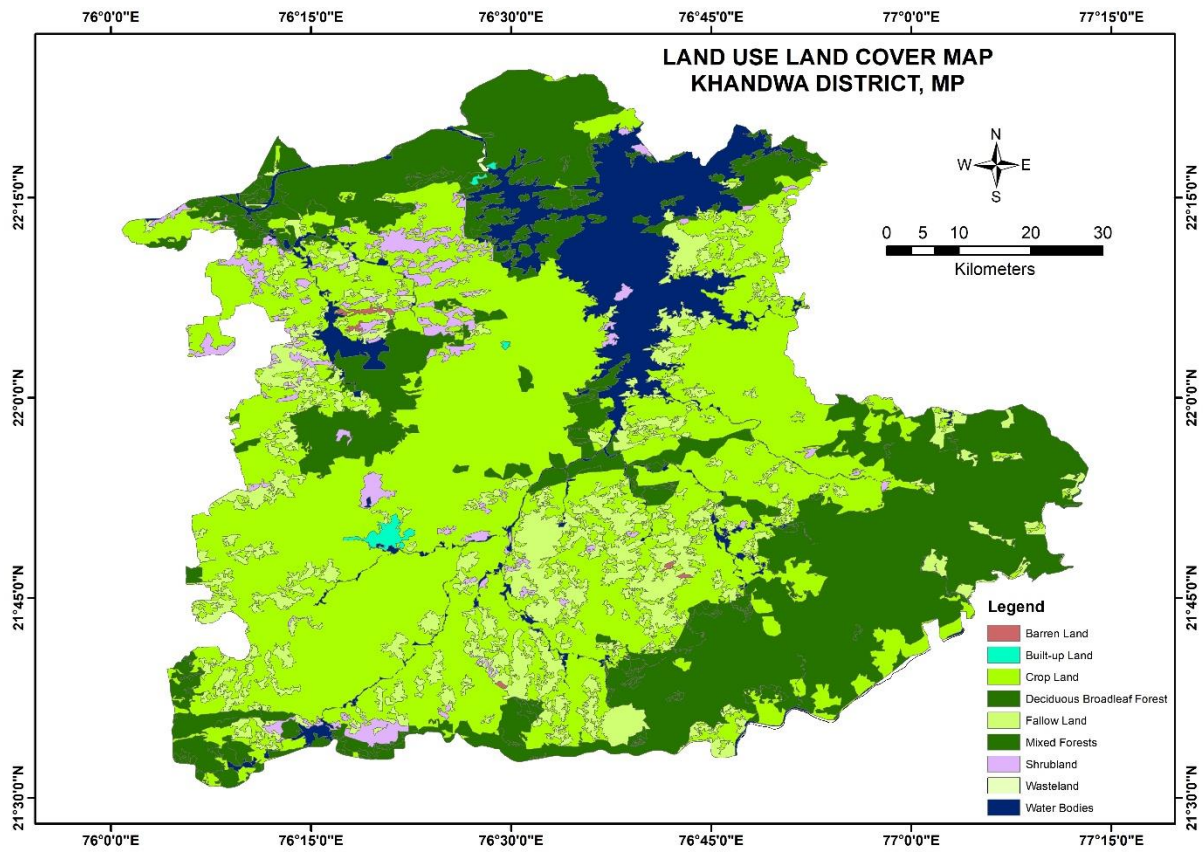 76°0'0"E 76°15'0"E 76°30'0"E 76°45'0"E 77°0'0"E 77°15'0"E
LAND USE LAND COVER MAP
KHANDWA DISTRICT, MP
N
W E
S
0 5 10 20 30
Kilometers
22°15'0"N 22°15'0"N
22°0'0"N 22°0'0"N
21°45'0"N 21°45'0"N
21°30'0"N 21°30'0"N
Legend
Barren Land
Built-up Land
Crop Land
Deciduous Broadleaf Forest
Fallow Land
Mixed Forests
Shrubland
Wasteland
Water Bodies
76°0'0"E 76°15'0"E 76°30'0"E 76°45'0"E 77°0'0"E 77°15'0"E